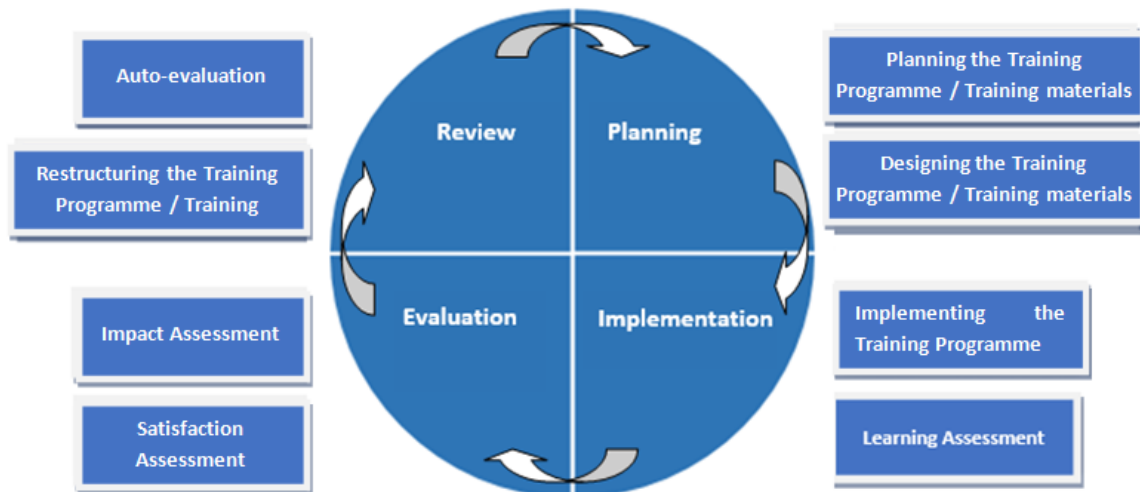 Auto-evaluation
Restructuring the Training
Programme / Training
Impact Assessment
Satisfaction
Assessment
Review
Planning
Evaluation
Implementation
Planning the Training
Programme / Training materials
Designing the Training
Programme / Training materials
Implementing the
Training Programme
Learning Assessment